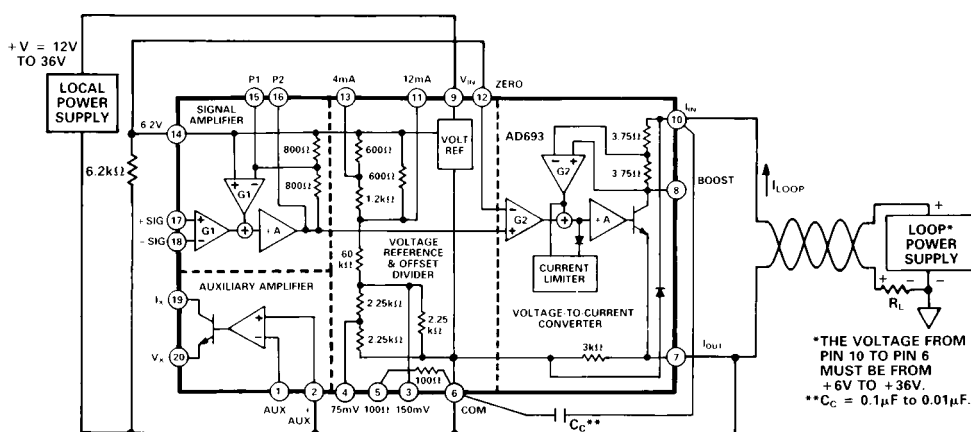 +V = 12V
TO 36V
LOCAL
POWER
SUPPLY
P1
P2
4mA
12mA
VIN
ZERO
15
16
13
11
9
12
SIGNAL
AMPLIFIER
6.2V
14
6.2kΩ
800Ω
800Ω
600Ω
600Ω
1.2kΩ
VOLT
REF
AD693
3.75Ω
3.75Ω
IIN
10
BOOST
8
ILOOP
+ −
G1
+ −
G2
+SIG
17
−SIG
18
+
−
G1
+
+A
−
+
G2
+
+A
CURRENT
LIMITER
60
kΩ
VOLTAGE
REFERENCE
& OFFSET
DIVIDER
VOLTAGE-TO-CURRENT
CONVERTER
LOOP*
POWER
SUPPLY
+
−
+
−
−
RL
AUXILIARY AMPLIFIER
IX
19
VX
20
+
−
2.25kΩ
2.25kΩ
2.25
kΩ
100Ω
3kΩ
IOUT
7
1
2
4
5
3
6
AUX
+
AUX
75mV
100Ω
150mV
COM
CC**
*THE VOLTAGE FROM
PIN 10 TO PIN 6
MUST BE FROM
+6V TO +36V.
**CC = 0.1µF to 0.01µF.